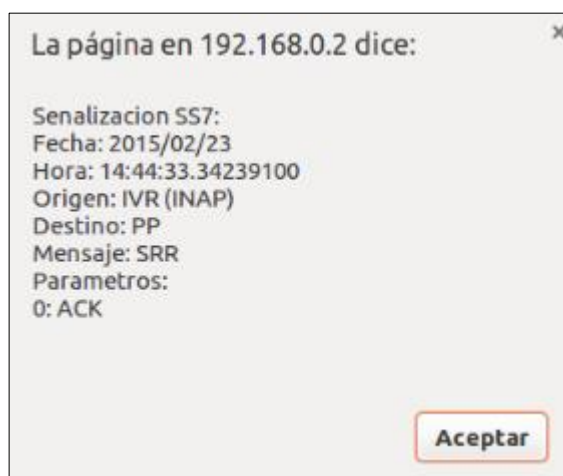 La página en 192.168.0.2 dice:
Senalizacion SS7:
Fecha: 2015/02/23
Hora: 14:44:33.34239100
Origen: IVR (INAP)
Destino: PP
Mensaje: SRR
Parametros:
0: ACK
Aceptar